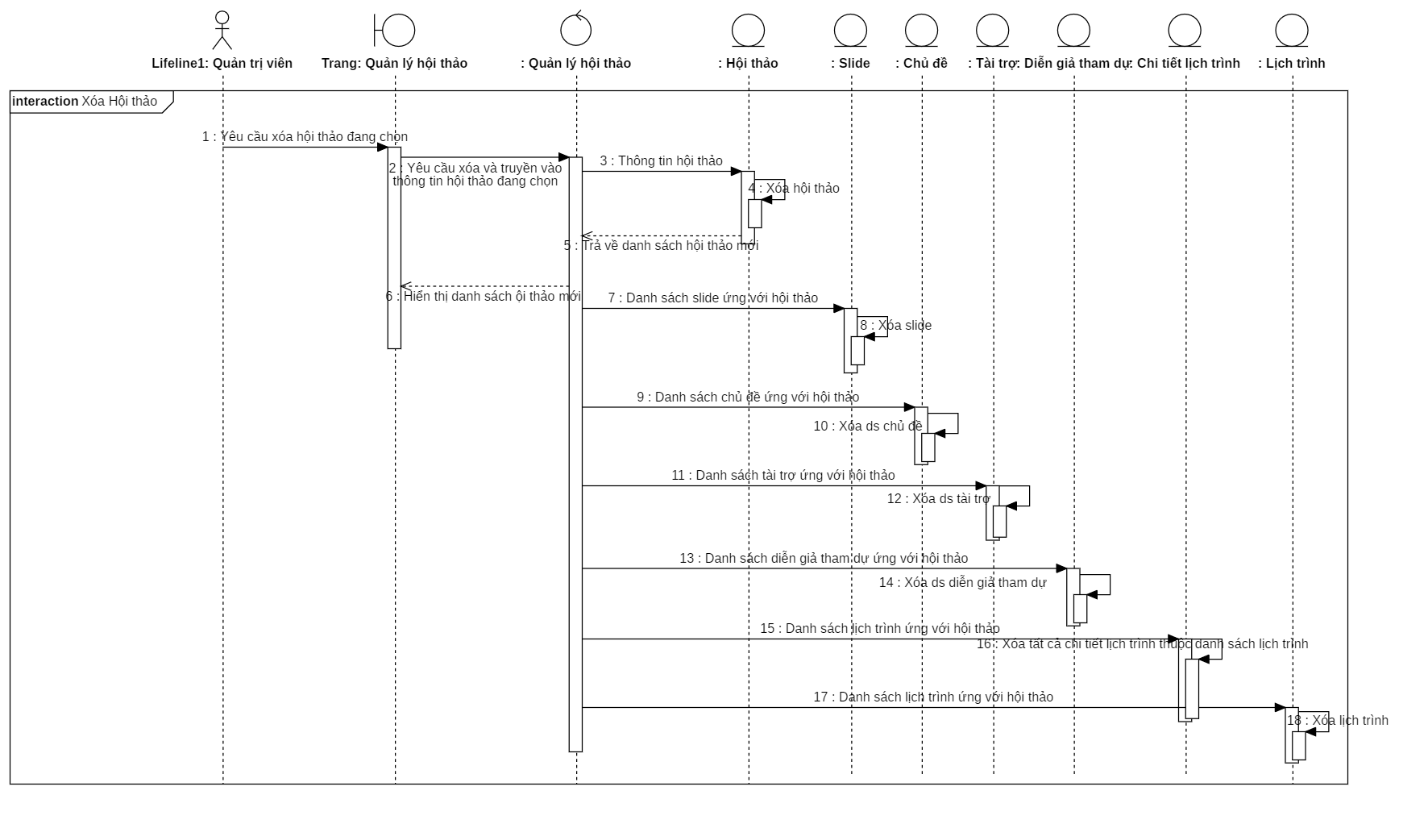 Lifeline1: Quản trị viên
Trang: Quản lý hội thảo
: Quản lý hội thảo
: Hội thảo
: Slide
: Chủ đề
: Tài trợ
: Diễn giả tham dự
: Chi tiết lịch trình
: Lịch trình
interaction Xóa Hội thảo
1 : Yêu cầu xóa hội thảo đang chọn
2 : Yêu cầu xóa và truyền vào
thông tin hội thảo đang chọn
3 : Thông tin hội thảo
4 : Xóa hội thảo
5 : Trả về danh sách hội thảo mới
6 : Hiển thị danh sách ội thảo mới
7 : Danh sách slide ứng với hội thảo
8 : Xóa slide
9 : Danh sách chủ đề ứng với hội thảo
10 : Xóa ds chủ đề
11 : Danh sách tài trợ ứng với hội thảo
12 : Xóa ds tài trợ
13 : Danh sách diễn giả tham dự ứng với hội thảo
14 : Xóa ds diễn giả tham dự
15 : Danh sách lịch trình ứng với hội thảo
16 : Xóa tất cả chi tiết lịch trình thuộc danh sách lịch trình
17 : Danh sách lịch trình ứng với hội thảo
18 : Xóa lịch trình